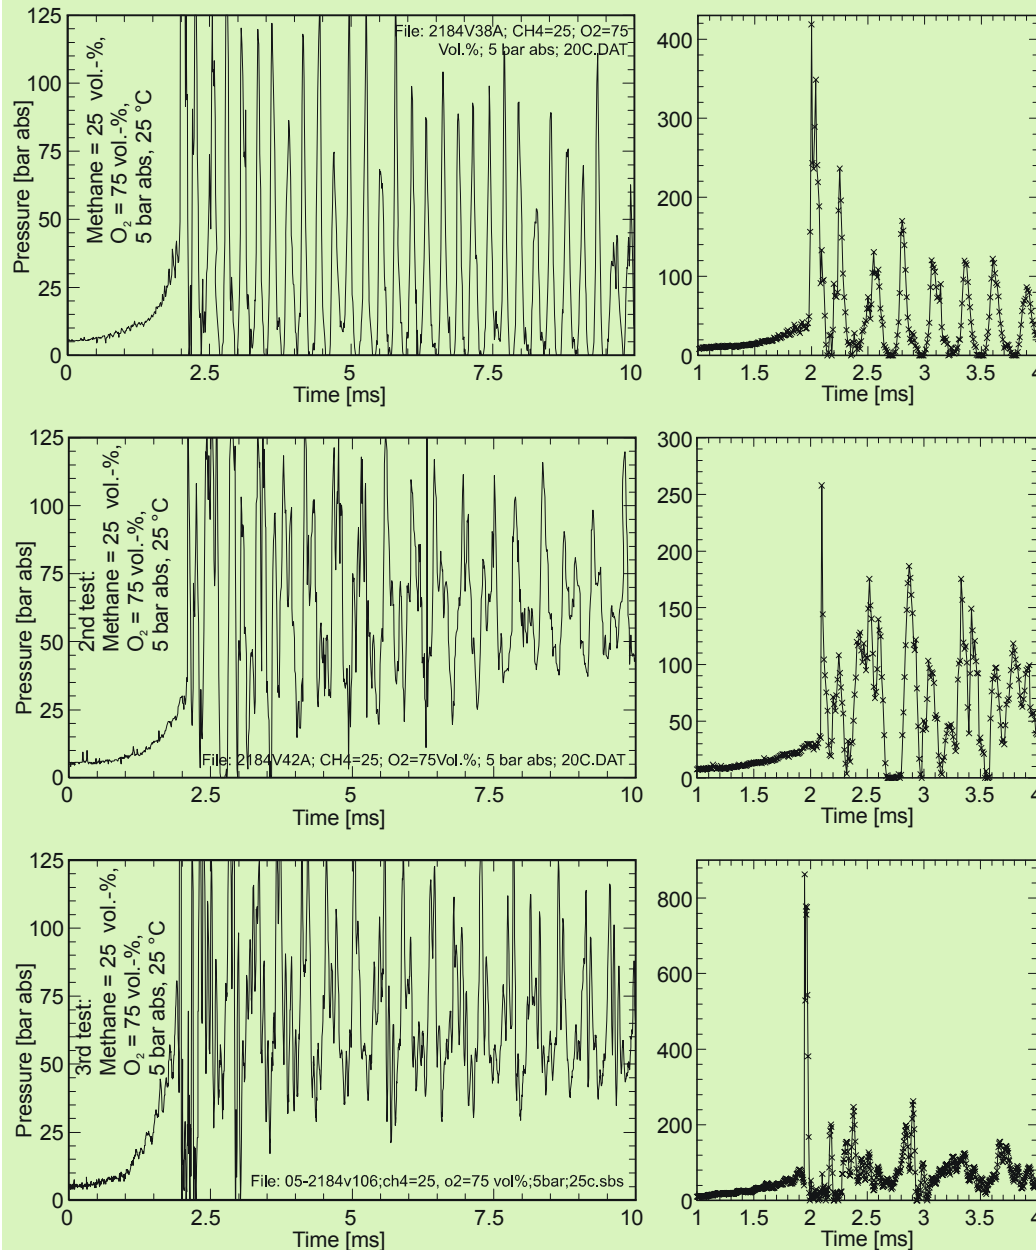 File: 2184V38A; CH4=25; O2=75
Vol.%; 5 bar abs; 20C.DAT
Methane = 25 vol.-%,
O₂ = 75 vol.-%,
5 bar abs, 25 °C
Pressure [bar abs]
125
100
75
50
25
0
0 2.5 5 7.5 10
Time [ms]
400
300
200
100
0
1 1.5 2 2.5 3 3.5 4
Time [ms]
2nd test:
Methane = 25 vol.-%,
O₂ = 75 vol.-%,
5 bar abs, 25 °C
Pressure [bar abs]
125
100
75
50
25
0
File: 2184V42A; CH4=25; O2=75Vol.%; 5 bar abs; 20C.DAT
0 2.5 5 7.5 10
Time [ms]
300
250
200
150
100
50
0
1 1.5 2 2.5 3 3.5 4
Time [ms]
3rd test:
Methane = 25 vol.-%,
O₂ = 75 vol.-%,
5 bar abs, 25 °C
Pressure [bar abs]
125
100
75
50
25
0
File: 05-2184v106;ch4=25, o2=75 vol%;5bar;25c.sbs
0 2.5 5 7.5 10
Time [ms]
800
600
400
200
0
1 1.5 2 2.5 3 3.5 4
Time [ms]